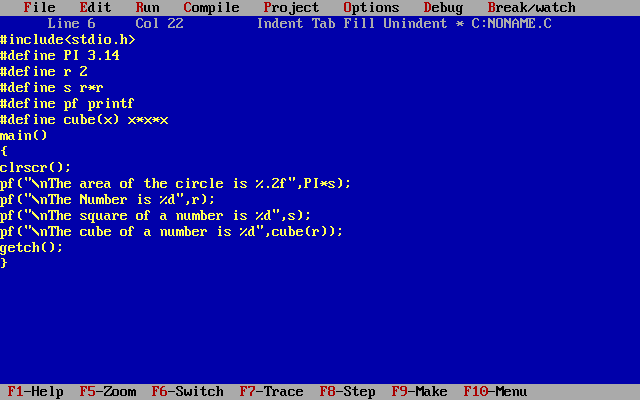 File Edit Run Compile Project Options Debug Break/watch
Line 6 Col 22 Indent Tab Fill Unindent * C:NONAME.C
#include<stdio.h>
#define PI 3.14
#define r 2
#define s r*r
#define pf printf
#define cube(x) x*x*x
main()
{
clrscr();
pf("\nThe area of the circle is %.2f",PI*s);
pf("\nThe Number is %d",r);
pf("\nThe square of a number is %d",s);
pf("\nThe cube of a number is %d",cube(r));
getch();
}
F1-Help F5-Zoom F6-Switch F7-Trace F8-Step F9-Make F10-Menu